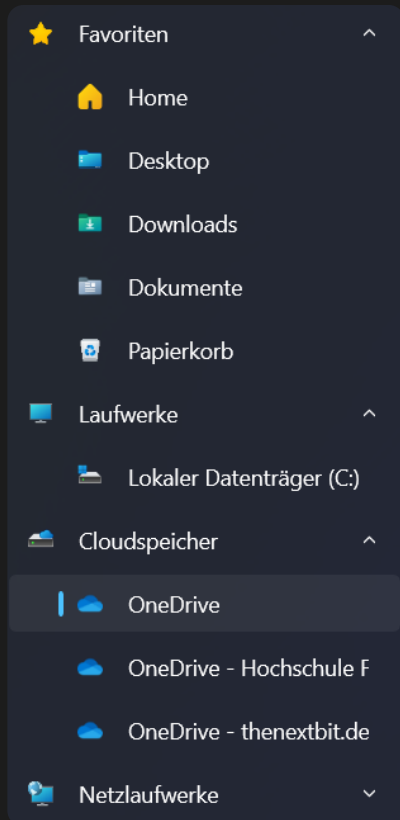 Favoriten
Home
Desktop
Downloads
Dokumente
Papierkorb
Laufwerke
Lokaler Datenträger (C:)
Cloudspeicher
OneDrive
OneDrive - Hochschule F
OneDrive - thenextbit.de
Netzlaufwerke